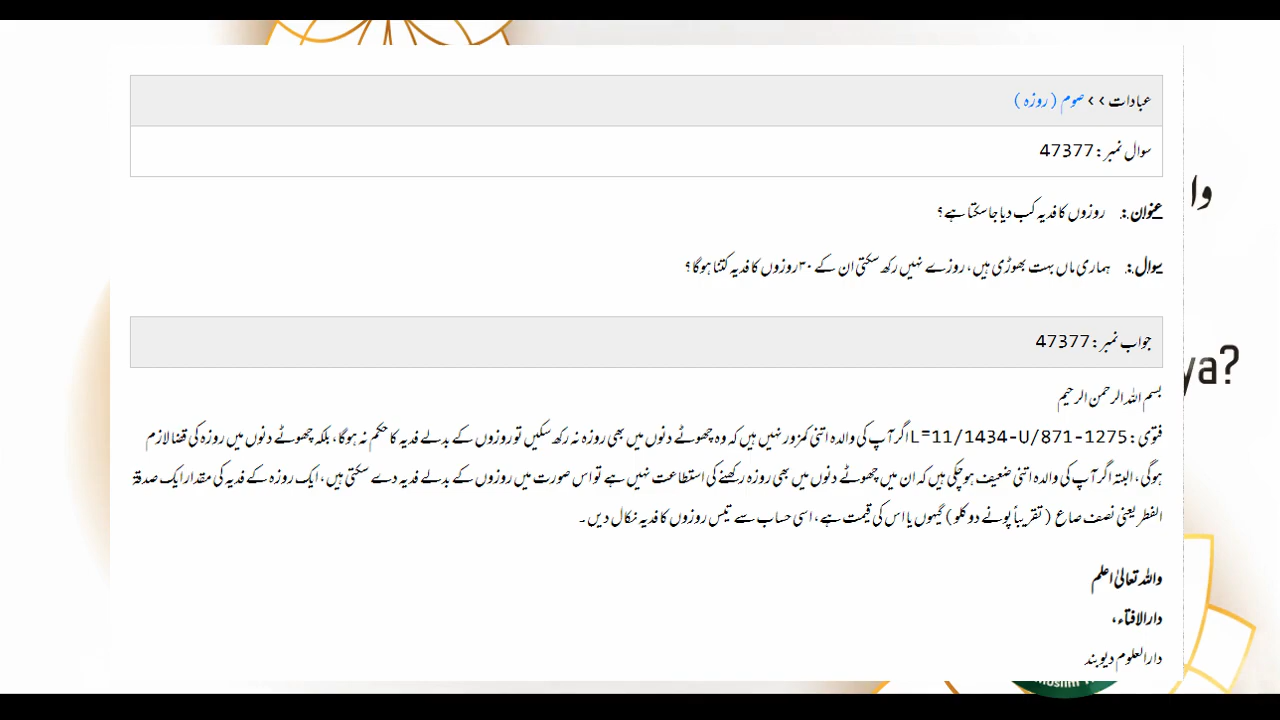 عبادات >> صوم (روزہ)
سوال نمبر: 47377
عنوان: روزوں کا فدیہ کب دیا جاسکتا ہے؟
سوال: ہماری ماں بہت بھوڑی ہیں، روزے نہیں رکھ سکتی ان کے ۳۰ روزوں کا فدیہ کتنا ہوگا؟
جواب نمبر: 47377
بسم الله الرحمن الرحيم
فتوی: 1275-871/L=11/1434-U اگر آپ کی والدہ اتنی کمزور نہیں ہیں کہ وہ چھوٹے دنوں میں بھی روزہ نہ رکھ سکیں تو روزوں کے بدلے فدیہ کا حکم نہ ہوگا، بلکہ چھوٹے دنوں میں روزہ کی قضا لازم
ہوگی، البتہ اگر آپ کی والدہ اتنی ضعیف ہوچکی ہیں کہ ان میں چھوٹے دنوں میں بھی روزہ رکھنے کی استطاعت نہیں ہے تو اس صورت میں روزوں کے بدلے فدیہ دے سکتی ہیں، ایک روزہ کے فدیہ کی مقدار ایک صدقة
الفطر یعنی نصف صاع (تقریباً پونے دو کلو) گیہوں یا اس کی قیمت ہے، اسی حساب سے تیس روزوں کا فدیہ نکال دیں۔
واللہ تعالیٰ اعلم
دارالافتاء،
دارالعلوم دیوبند
وا
ya?
Muslim